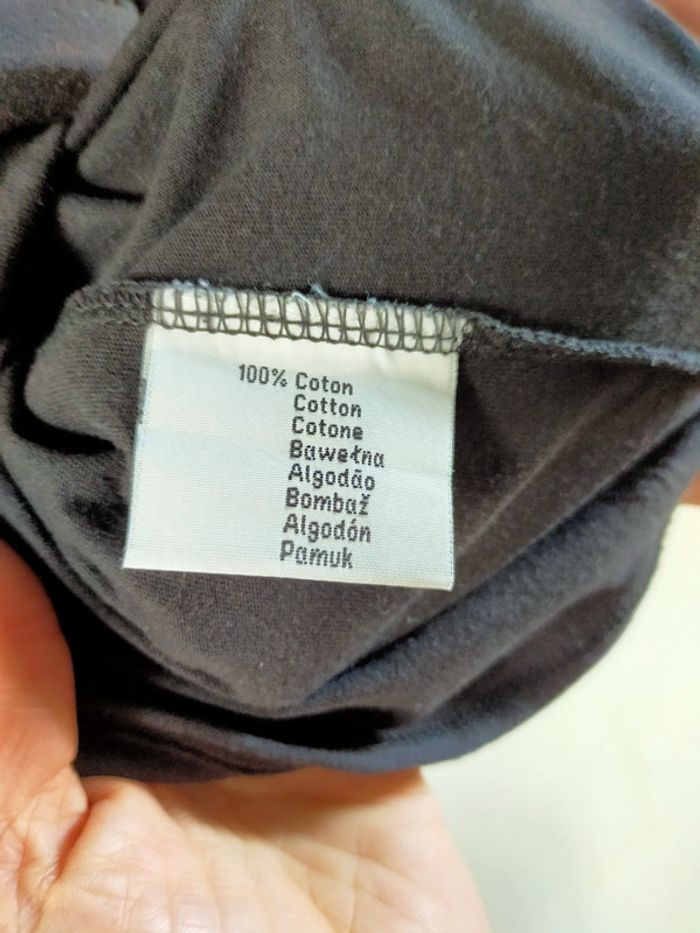 100% Coton
Cotton
Cotone
Bawełna
Algodão
Bombaž
Algodón
Pamuk